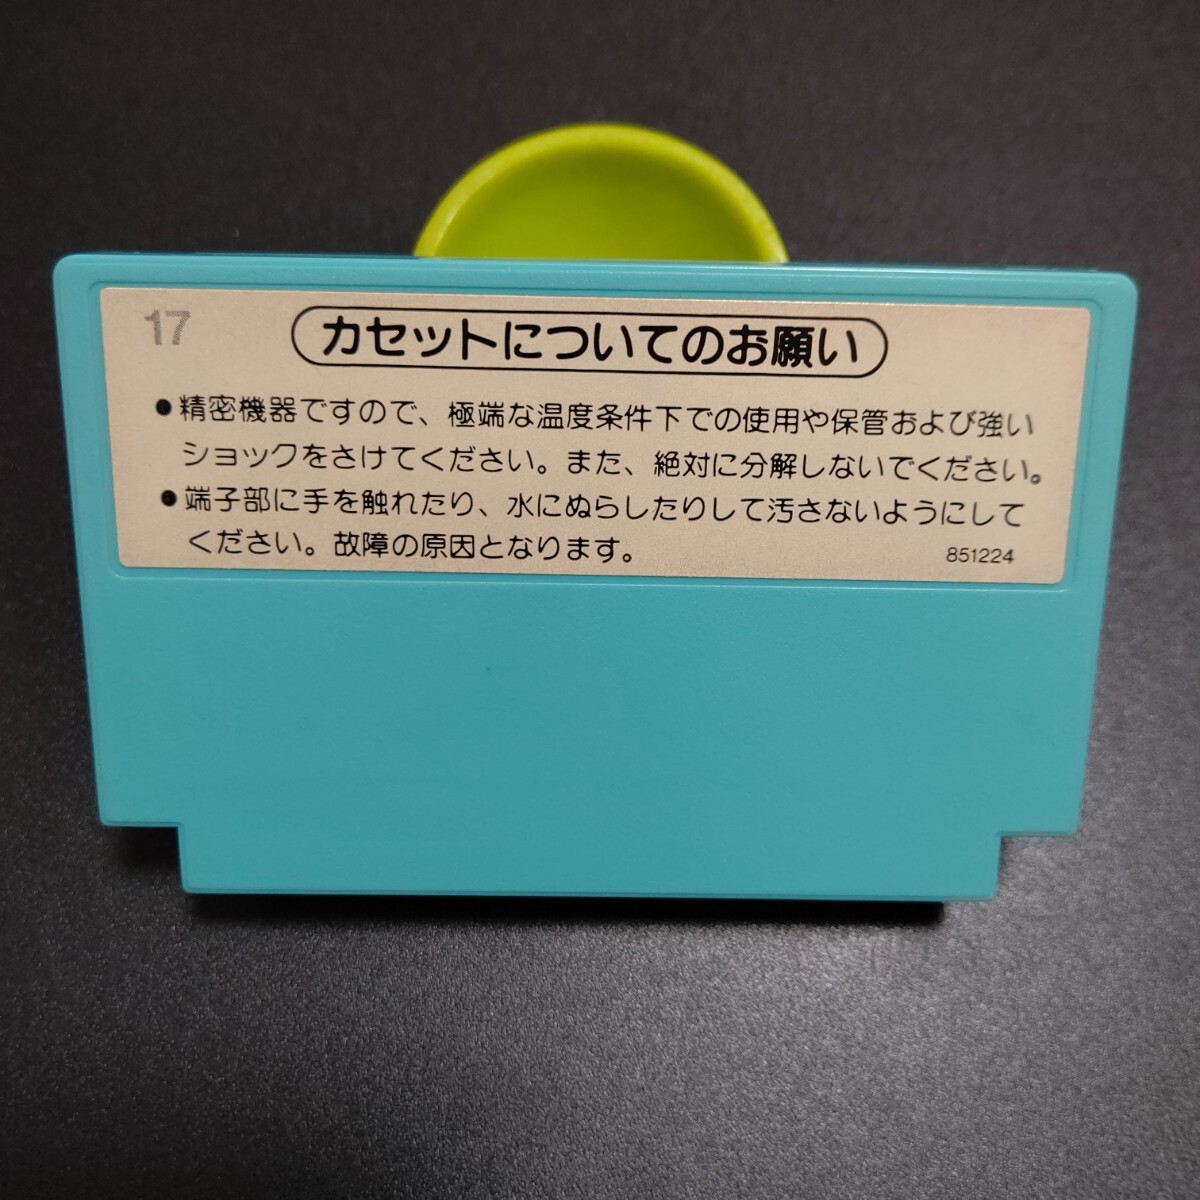 17
カセットについてのお願い
●精密機器ですので、極端な温度条件下での使用や保管および強い
ショックをさけてください。また、絶対に分解しないでください。
●端子部に手を触れたり、水にぬらしたりして汚さないようにして
ください。故障の原因となります。
851224